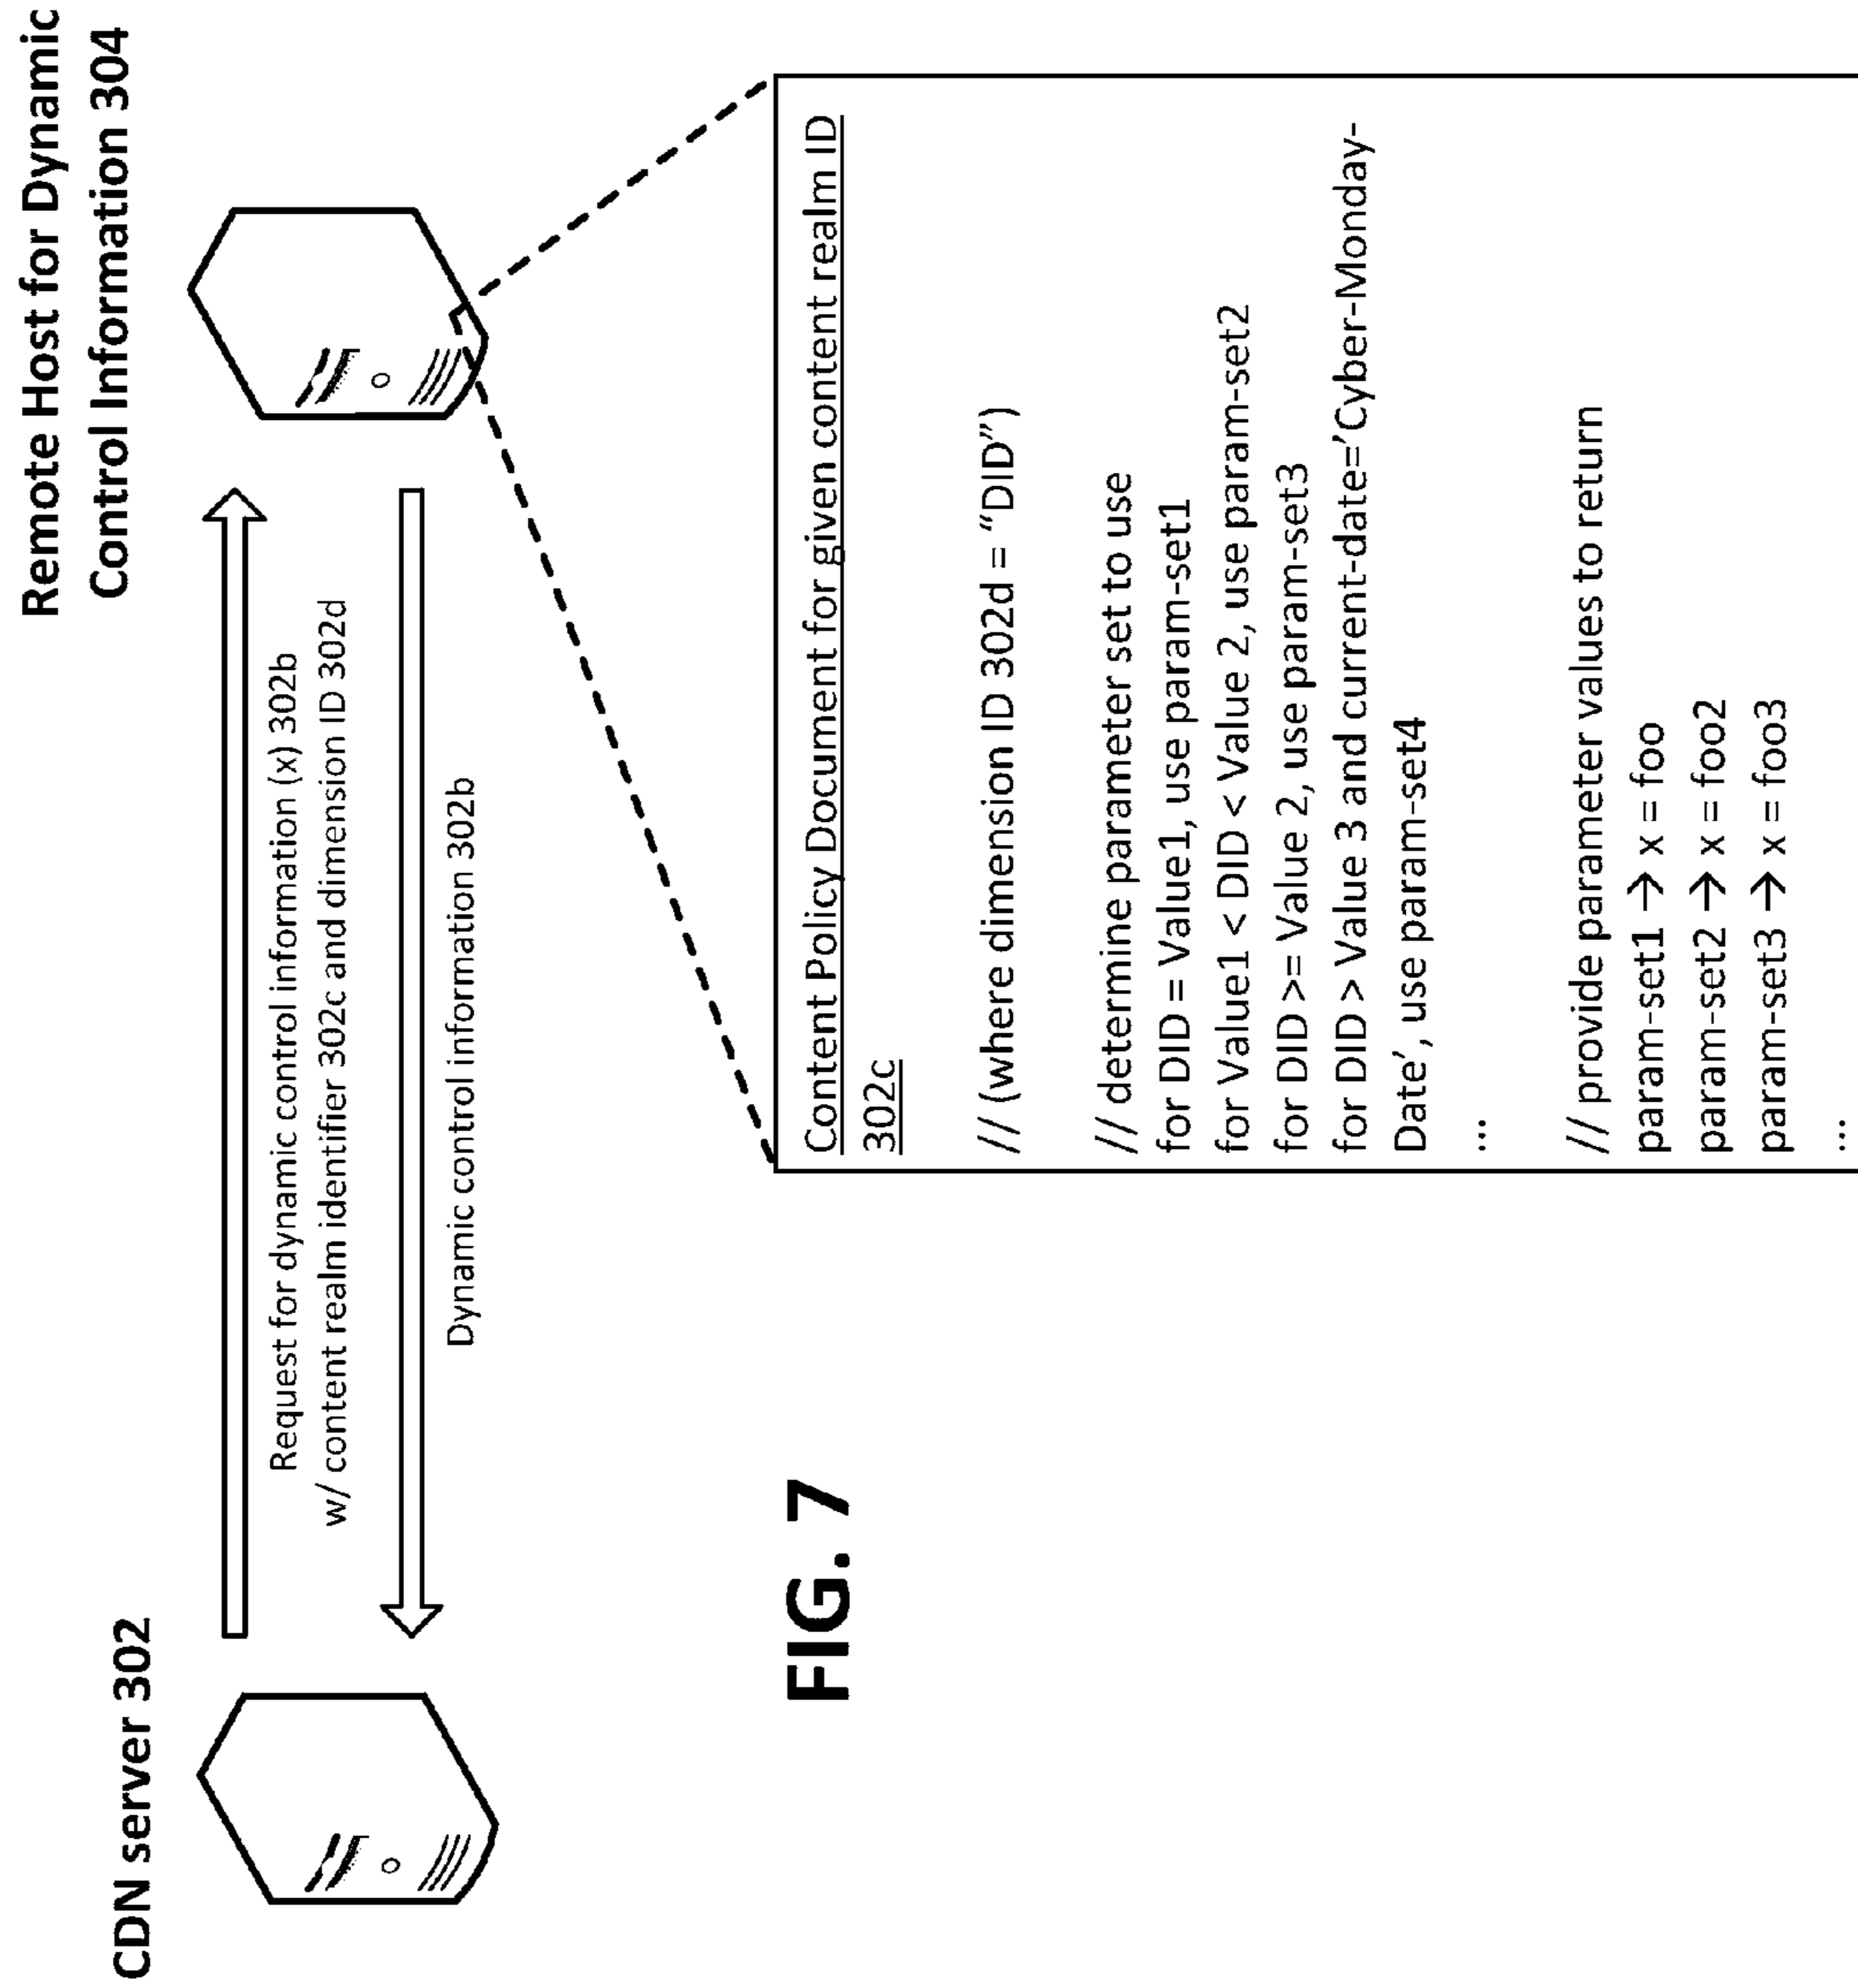 Remote Host for Dynamic
Control Information 304
CDN server 302
Request for dynamic control information (x) 302b
w/ content realm identifier 302c and dimension ID 302d
Dynamic control information 302b
FIG. 7
Content Policy Document for given content realm ID
302c
// (where dimension ID 302d = “DID”)
// determine parameter set to use
for DID = Value1, use param-set1
for Value1 < DID < Value 2, use param-set2
for DID >= Value 2, use param-set3
for DID > Value 3 and current-date=’Cyber-Monday-
Date’, use param-set4
...
// provide parameter values to return
param-set1 → x = foo
param-set2 → x = foo2
param-set3 → x = foo3
...